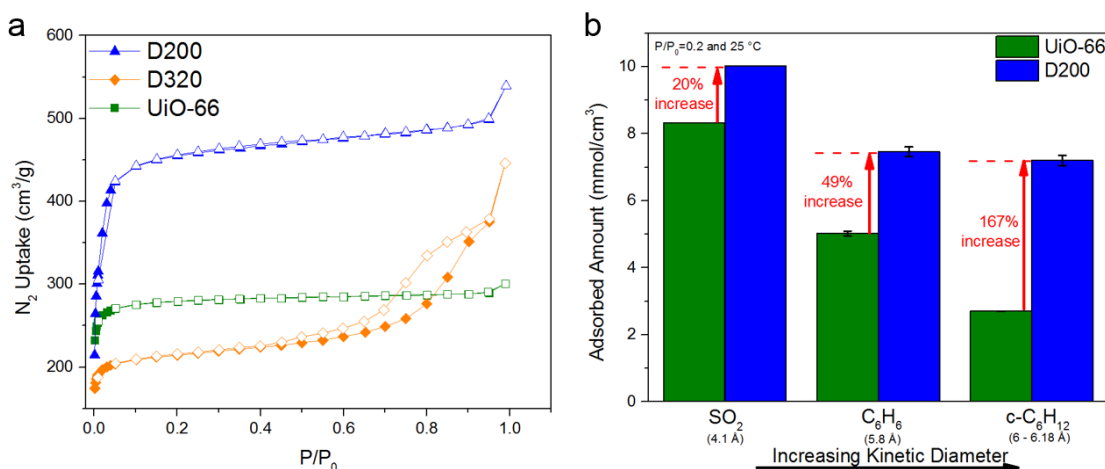 a
D200
D320
UiO-66
N₂ Uptake (cm³/g)
600
500
400
300
200
0.0 0.2 0.4 0.6 0.8 1.0
P/P₀
b
P/P₀=0.2 and 25 °C
UiO-66
D200
20%
increase
49%
increase
167%
increase
Adsorbed Amount (mmol/cm³)
10
8
6
4
2
0
SO₂ C₆H₆ c-C₆H₁₂
(4.1 Å) (5.8 Å) (6 - 6.18 Å)
Increasing Kinetic Diameter